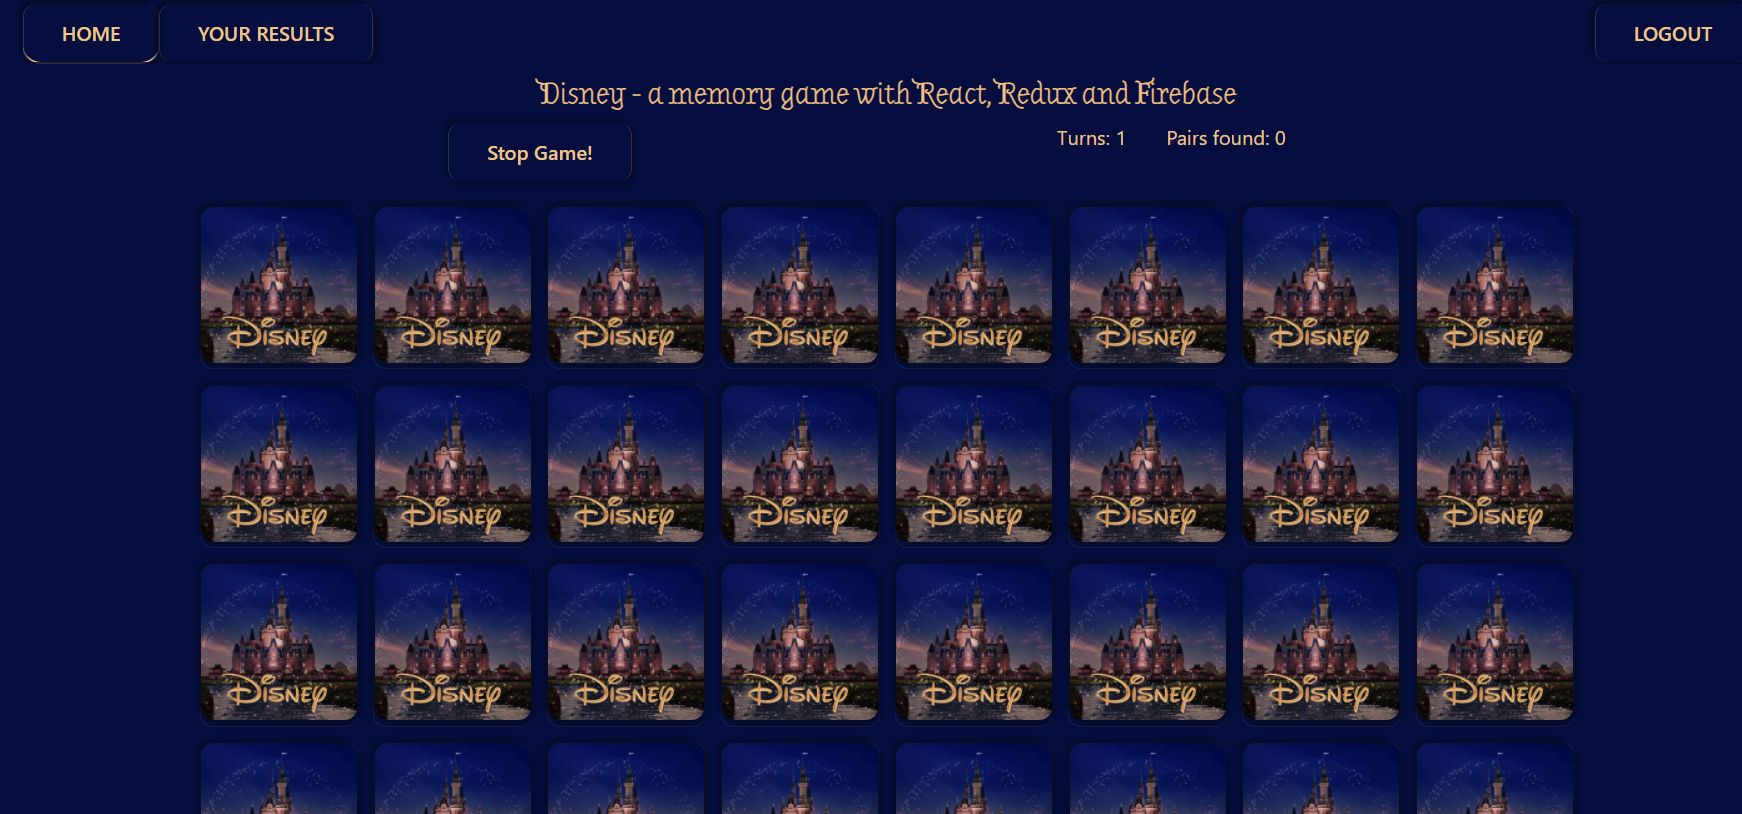 HOME YOUR RESULTS LOGOUT
Disney - a memory game with React, Redux and Firebase
Stop Game! Turns: 1 Pairs found: 0
Disney Disney Disney Disney Disney Disney Disney Disney
Disney Disney Disney Disney Disney Disney Disney Disney
Disney Disney Disney Disney Disney Disney Disney Disney